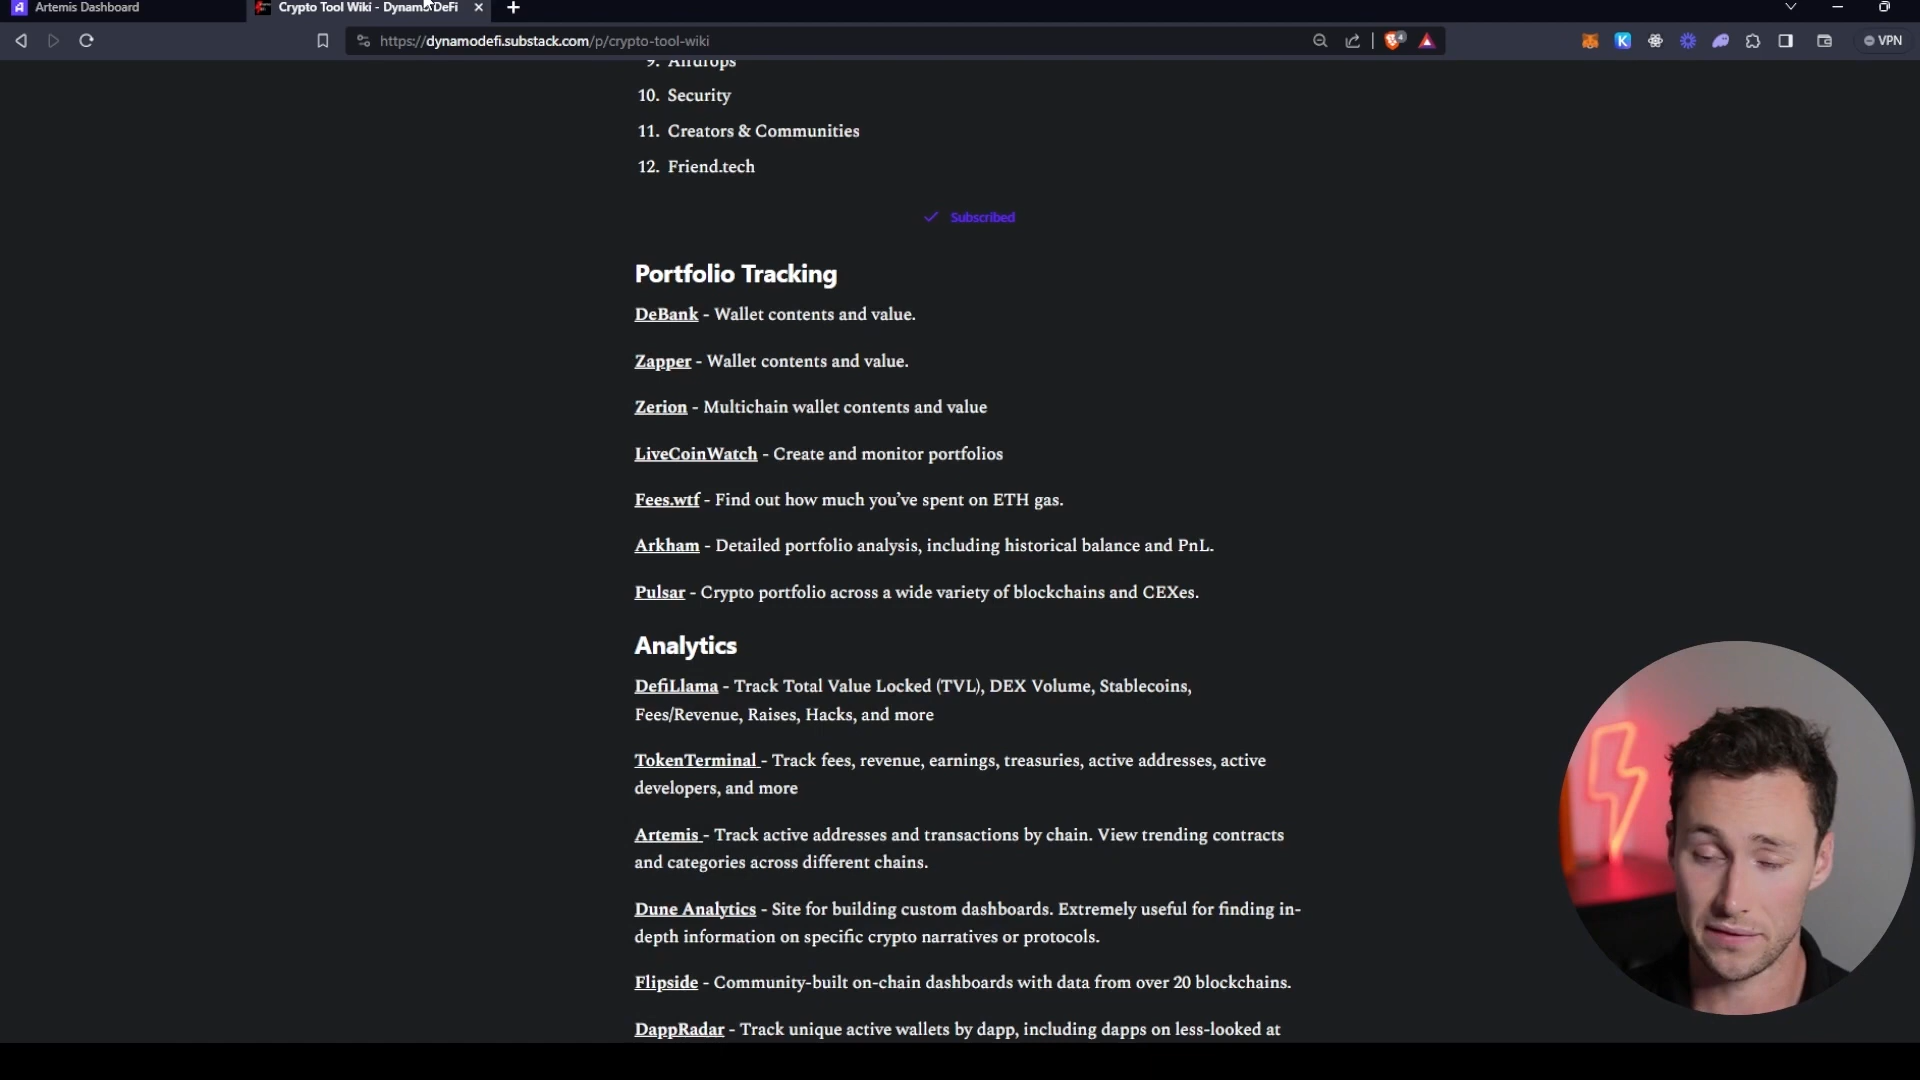 Artemis Dashboard
Crypto Tool Wiki - Dynamo DeFi
https://dynamodefi.substack.com/p/crypto-tool-wiki
4
VPN
9. Airdrops
10. Security
11. Creators & Communities
12. Friend.tech
Subscribed
Portfolio Tracking
DeBank - Wallet contents and value.
Zapper - Wallet contents and value.
Zerion - Multichain wallet contents and value
LiveCoinWatch - Create and monitor portfolios
Fees.wtf - Find out how much you’ve spent on ETH gas.
Arkham - Detailed portfolio analysis, including historical balance and PnL.
Pulsar - Crypto portfolio across a wide variety of blockchains and CEXes.
Analytics
DefiLlama - Track Total Value Locked (TVL), DEX Volume, Stablecoins,
Fees/Revenue, Raises, Hacks, and more
TokenTerminal - Track fees, revenue, earnings, treasuries, active addresses, active
developers, and more
Artemis - Track active addresses and transactions by chain. View trending contracts
and categories across different chains.
Dune Analytics - Site for building custom dashboards. Extremely useful for finding in-
depth information on specific crypto narratives or protocols.
Flipside - Community-built on-chain dashboards with data from over 20 blockchains.
DappRadar - Track unique active wallets by dapp, including dapps on less-looked at